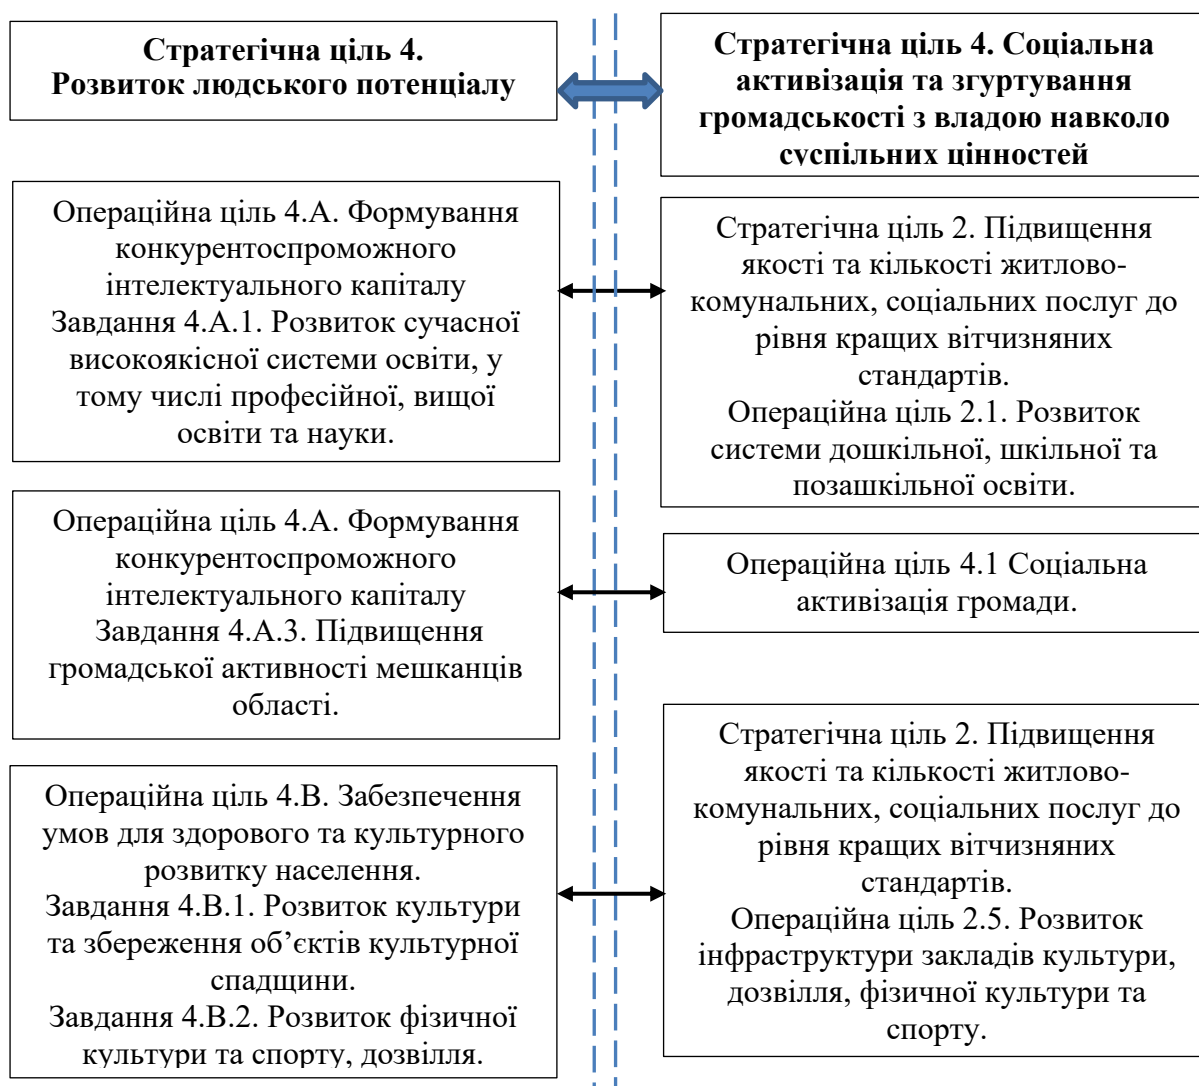 Стратегічна ціль 4.
Розвиток людського потенціалу
Стратегічна ціль 4. Соціальна
активізація та згуртування
громадськості з владою навколо
суспільних цінностей
Операційна ціль 4.А. Формування
конкурентоспроможного
інтелектуального капіталу
Завдання 4.А.1. Розвиток сучасної
високоякісної системи освіти, у
тому числі професійної, вищої
освіти та науки.
Стратегічна ціль 2. Підвищення
якості та кількості житлово-
комунальних, соціальних послуг до
рівня кращих вітчизняних
стандартів.
Операційна ціль 2.1. Розвиток
системи дошкільної, шкільної та
позашкільної освіти.
Операційна ціль 4.А. Формування
конкурентоспроможного
інтелектуального капіталу
Завдання 4.А.3. Підвищення
громадської активності мешканців
області.
Операційна ціль 4.1 Соціальна
активізація громади.
Операційна ціль 4.В. Забезпечення
умов для здорового та культурного
розвитку населення.
Завдання 4.В.1. Розвиток культури
та збереження об’єктів культурної
спадщини.
Завдання 4.В.2. Розвиток фізичної
культури та спорту, дозвілля.
Стратегічна ціль 2. Підвищення
якості та кількості житлово-
комунальних, соціальних послуг до
рівня кращих вітчизняних
стандартів.
Операційна ціль 2.5. Розвиток
інфраструктури закладів культури,
дозвілля, фізичної культури та
спорту.